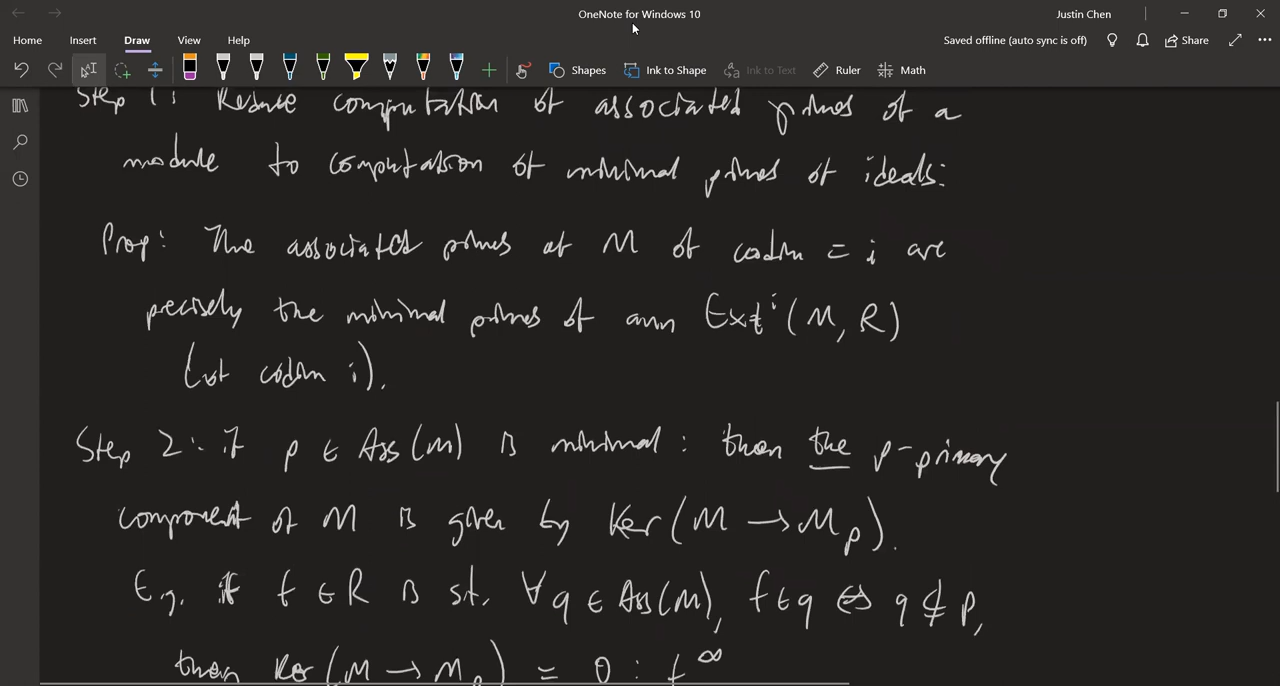 OneNote for Windows 10
Justin Chen
Home Insert Draw View Help
Saved offline (auto sync is off) Share
Shapes Ink to Shape Ink to Text Ruler Math
Step 1: Reduce computation of associated primes of a
module to computation of minimal primes of ideals:
Prop: The associated primes of M of codim = i are
precisely the minimal primes of ann Ext^i(M, R)
(of codim i).
Step 2: if p ∈ Ass(M) is minimal: then the p-primary
component of M is given by Ker(M → M_p).
E.g. if f ∈ R is st. ∀q ∈ Ass(M), f ∈ q ⇔ q ⊄ p,
then Ker(M → M_p) = 0 : f^∞